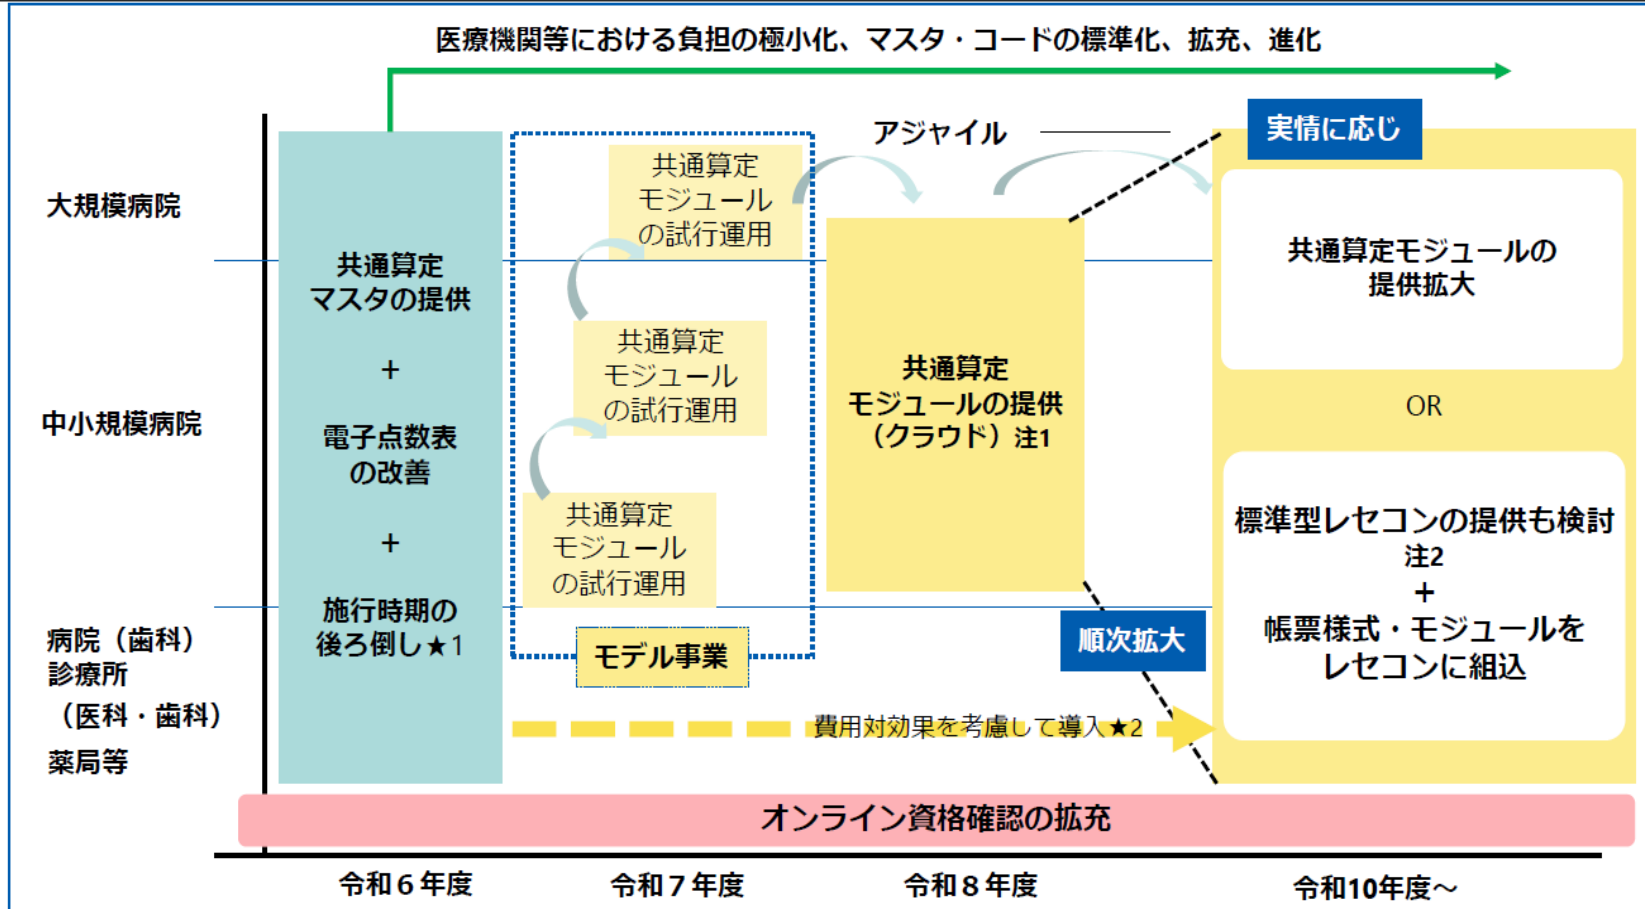 医療機関等における負担の極小化、マスタ・コードの標準化、拡充、進化
大規模病院
中小規模病院
病院（歯科）
診療所
（医科・歯科）
薬局等
共通算定
マスタの提供
+
電子点数表
の改善
+
施行時期の
後ろ倒し★1
共通算定
モジュール
の試行運用
共通算定
モジュール
の試行運用
共通算定
モジュール
の試行運用
モデル事業
アジャイル
共通算定
モジュールの提供
（クラウド）注1
実情に応じ
順次拡大
共通算定モジュールの
提供拡大
OR
標準型レセコンの提供も検討
注2
+
帳票様式・モジュールを
レセコンに組込
費用対効果を考慮して導入★2
オンライン資格確認の拡充
令和６年度
令和７年度
令和８年度
令和10年度～